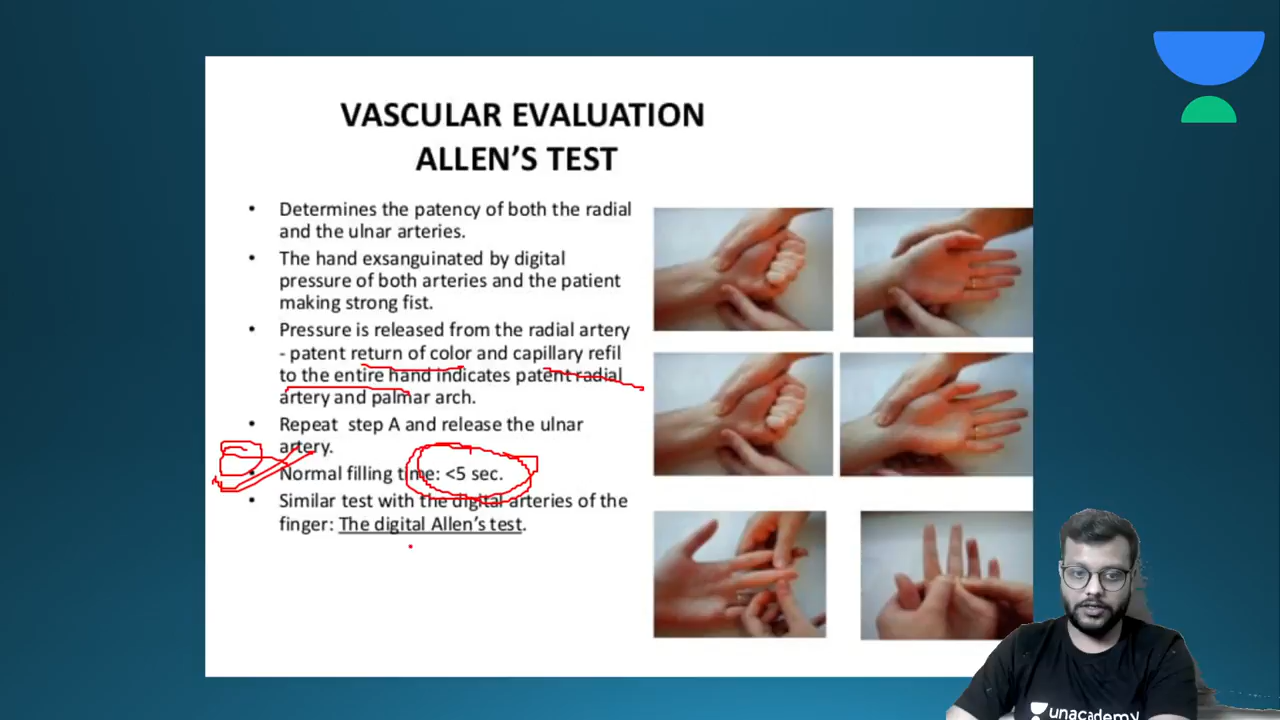 VASCULAR EVALUATION
ALLEN'S TEST
• Determines the patency of both the radial
and the ulnar arteries.
• The hand exsanguinated by digital
pressure of both arteries and the patient
making strong fist.
• Pressure is released from the radial artery
- patent return of color and capillary refil
to the entire hand indicates patent radial
artery and palmar arch.
• Repeat step A and release the ulnar
artery.
• Normal filling time: <5 sec.
• Similar test with the digital arteries of the
finger: The digital Allen's test.
unacademy